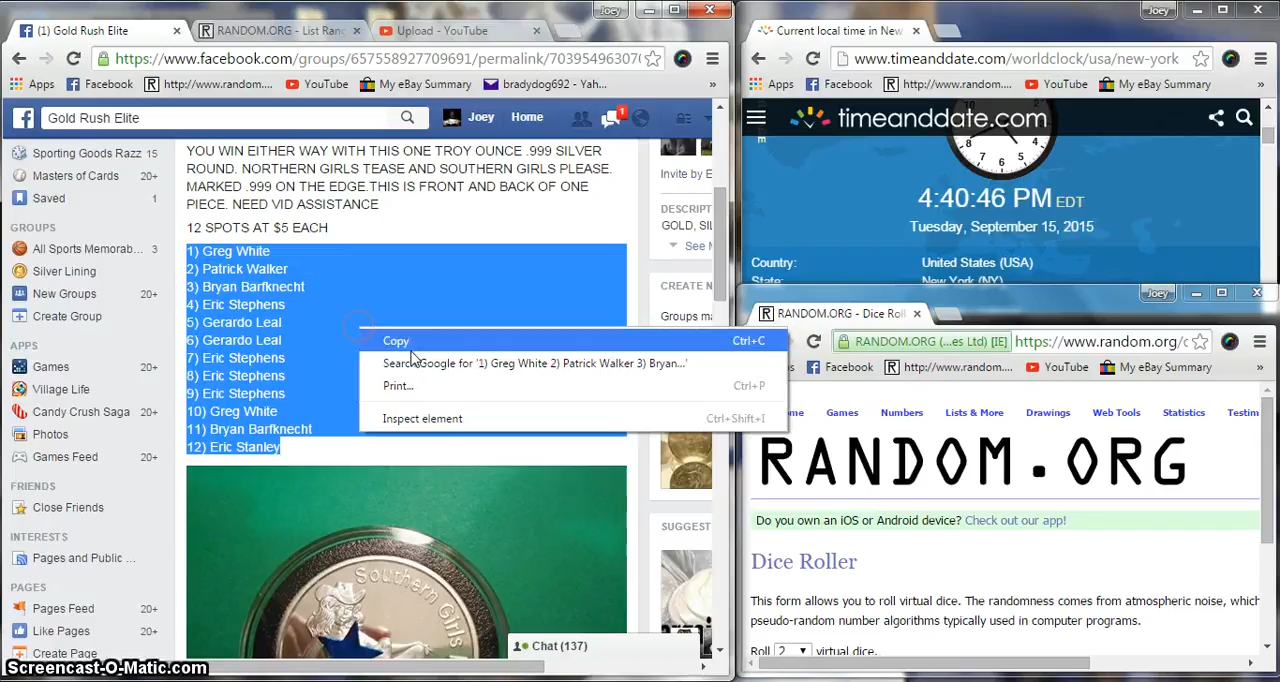 Joey
(1) Gold Rush Elite
RANDOM.ORG - List Ran
Upload - YouTube
https://www.facebook.com/groups/657558927709691/permalink/70395496307
Apps
Facebook
http://www.random....
YouTube
My eBay Summary
bradydog692 - Yah...
»
Gold Rush Elite
Joey
Home
1
Sporting Goods Razz 15
Masters of Cards 20+
Saved 1
GROUPS
All Sports Memorab... 3
Silver Lining
New Groups 20+
Create Group
APPS
Games 20+
Village Life
Candy Crush Saga 20+
Photos
Games Feed 20+
FRIENDS
Close Friends
INTERESTS
Pages and Public ...
PAGES
Pages Feed 20+
Like Pages
Create Page
YOU WIN EITHER WAY WITH THIS ONE TROY OUNCE .999 SILVER
ROUND. NORTHERN GIRLS TEASE AND SOUTHERN GIRLS PLEASE.
MARKED .999 ON THE EDGE.THIS IS FRONT AND BACK OF ONE
PIECE. NEED VID ASSISTANCE
12 SPOTS AT $5 EACH
1) Greg White
2) Patrick Walker
3) Bryan Barfknecht
4) Eric Stephens
5) Gerardo Leal
6) Gerardo Leal
7) Eric Stephens
8) Eric Stephens
9) Eric Stephens
10) Greg White
11) Bryan Barfknecht
12) Eric Stanley
Copy Ctrl+C
Search Google for '1) Greg White 2) Patrick Walker 3) Bryan...'
Print... Ctrl+P
Inspect element Ctrl+Shift+I
Southern Girls
Invite by E
DESCRIPT
GOLD, SIL
See M
CREATE N
Groups ma
SUGGEST
Chat (137)
Screencast-O-Matic.com
Joey
Current local time in New
www.timeanddate.com/worldclock/usa/new-york
Apps
Facebook
http://www.random....
YouTube
My eBay Summary
»
timeanddate.com
4:40:46 PM EDT
Tuesday, September 15, 2015
Country: United States (USA)
State: New York (NY)
Joey
RANDOM.ORG - Dice Roll
RANDOM.ORG (...es Ltd) [IE]
https://www.random.org/c
Facebook
http://www.random....
YouTube
My eBay Summary
»
ome Games Numbers Lists & More Drawings Web Tools Statistics Testim
RANDOM.ORG
Do you own an iOS or Android device? Check out our app!
Dice Roller
This form allows you to roll virtual dice. The randomness comes from atmospheric noise, which
pseudo-random number algorithms typically used in computer programs.
Roll 2 virtual dice.